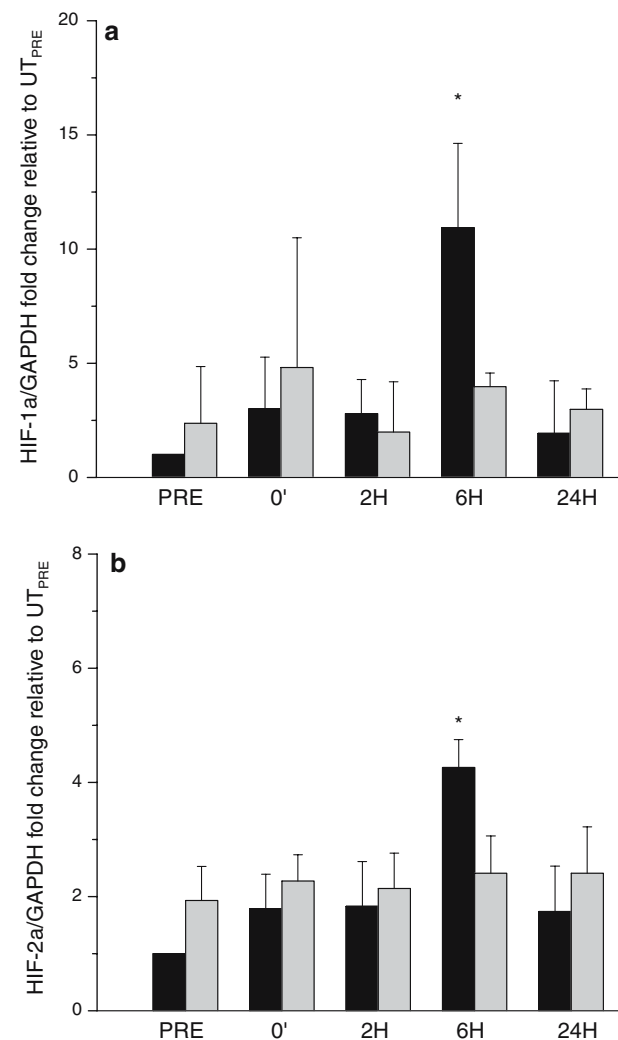 a
HIF-1a/GAPDH fold change relative to UTPRE
20
15
10
5
0
*
PRE 0' 2H 6H 24H
b
HIF-2a/GAPDH fold change relative to UTPRE
8
6
4
2
0
*
PRE 0' 2H 6H 24H